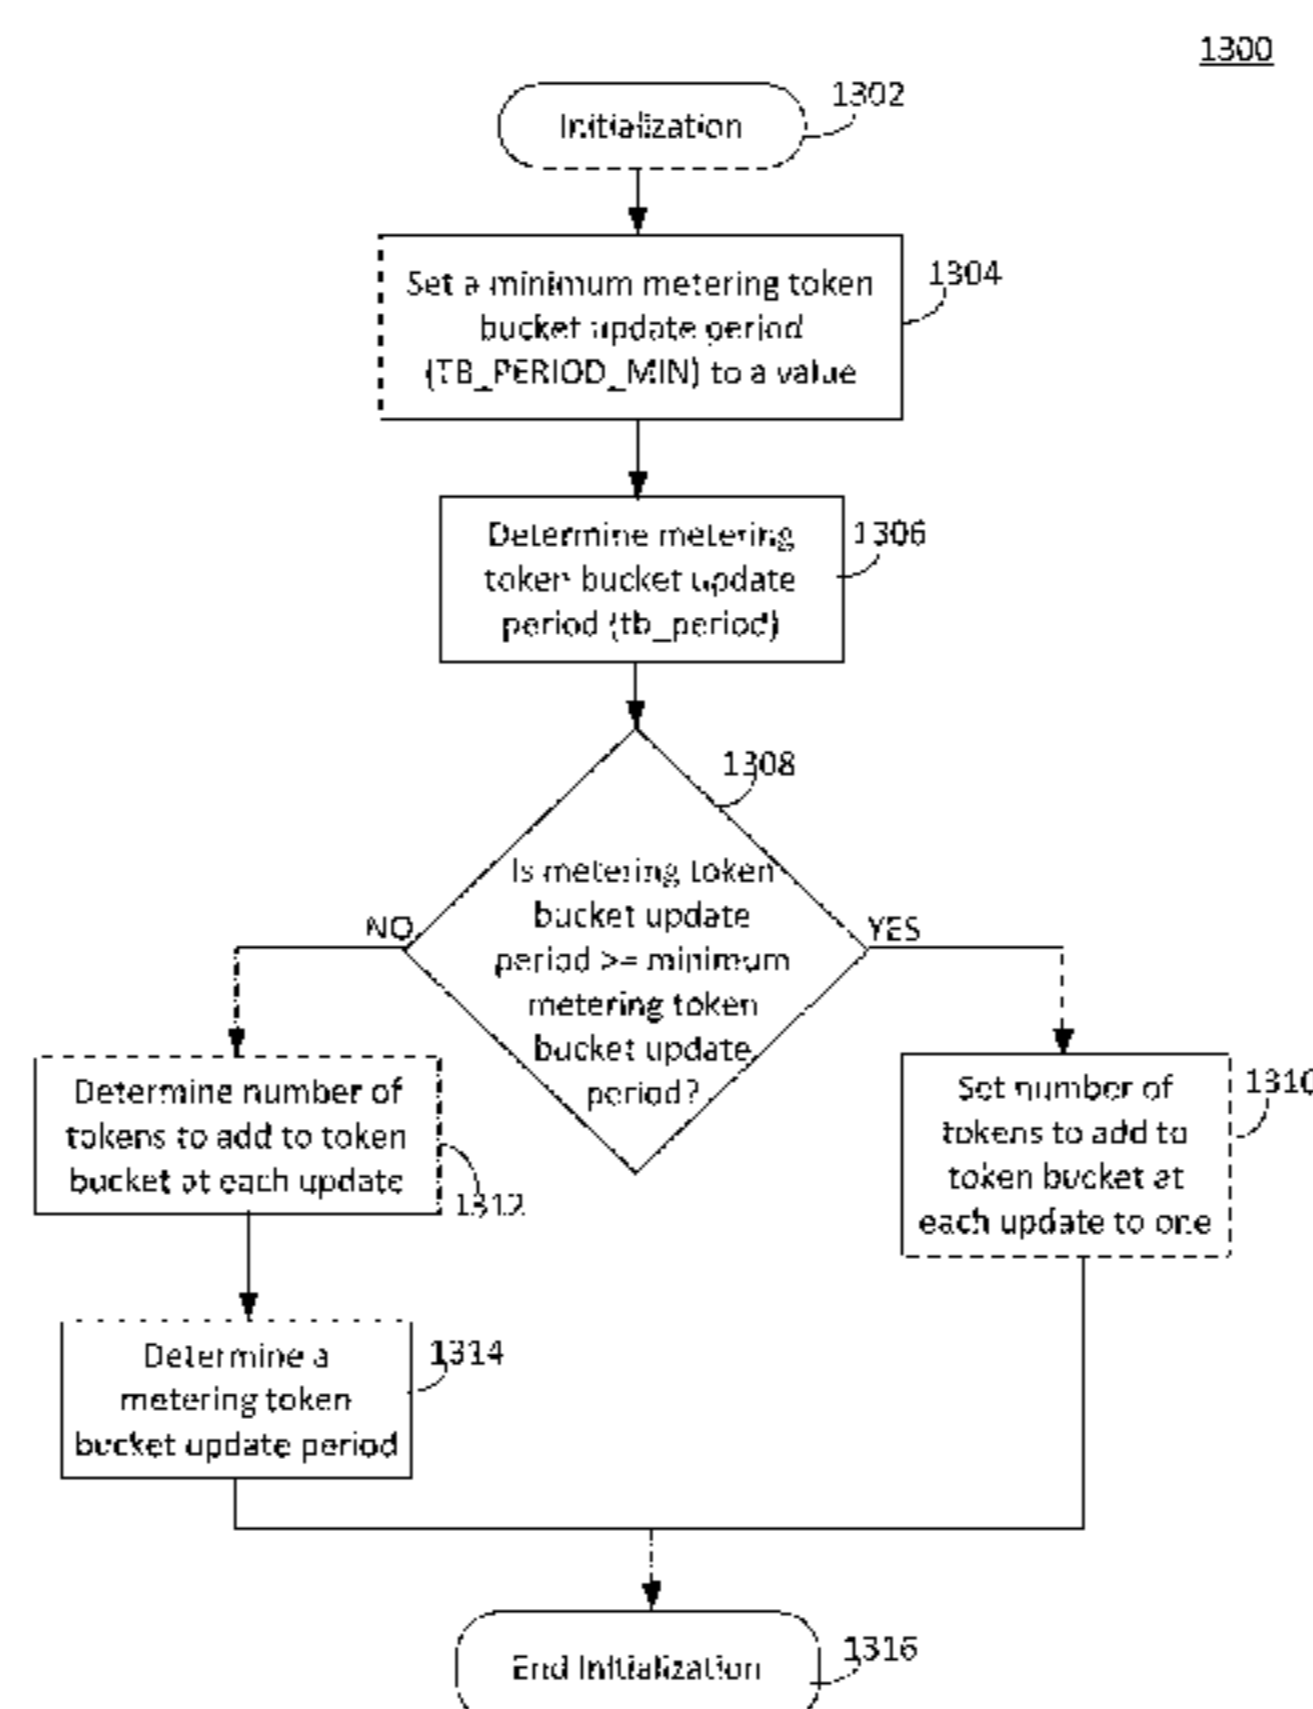 1300
Initialization
1302
Set a minimum metering token
bucket update period
(TB_PERIOD_MIN) to a value
1304
Determine metering
token bucket update
period (tb_period)
1306
1308
Is metering token
bucket update
period >= minimum
metering token
bucket update
period?
NO
YES
Determine number of
tokens to add to token
bucket at each update
1312
Set number of
tokens to add to
token bucket at
each update to one
1310
Determine a
metering token
bucket update period
1314
End Initialization
1316